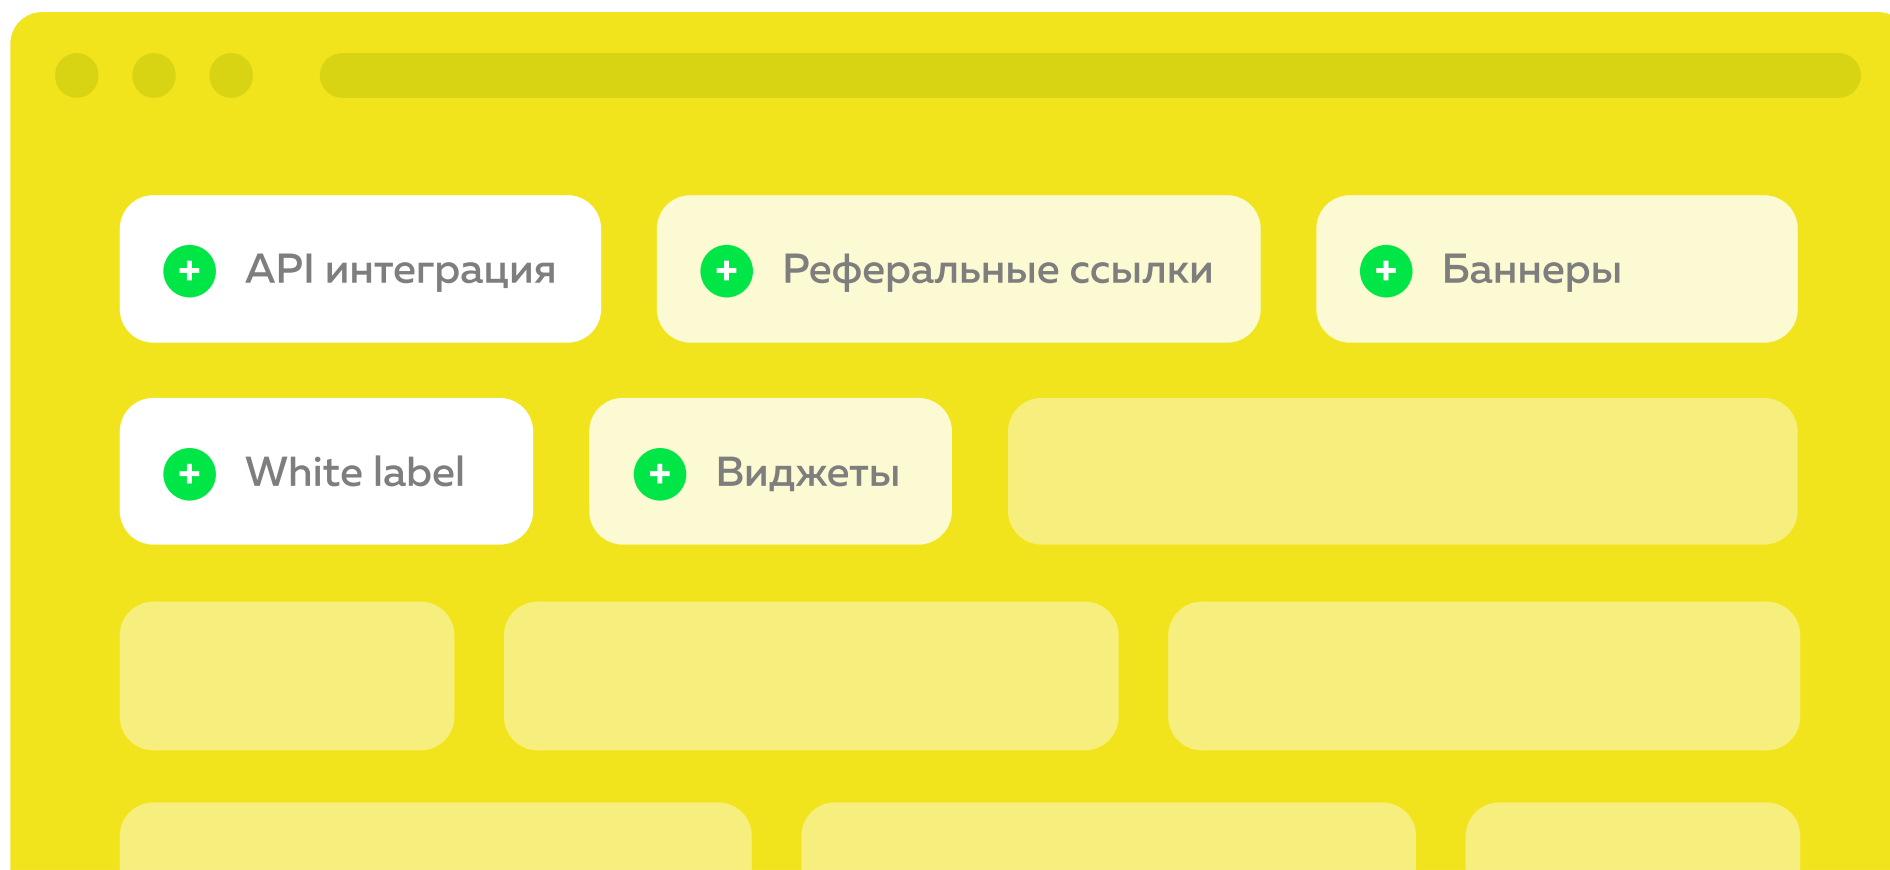 API интеграция
Реферальные ссылки
Баннеры
White label
Виджеты